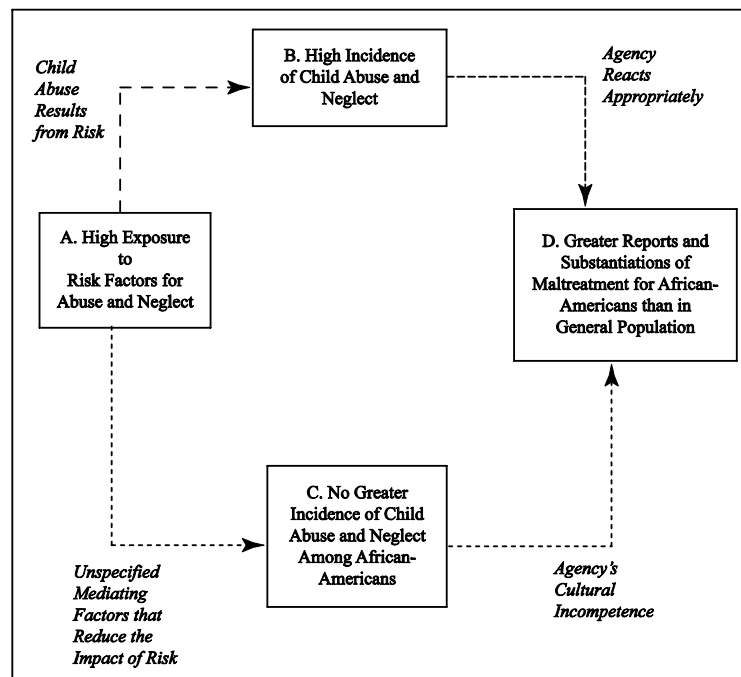 Child
Abuse
Results
from Risk
B. High Incidence
of Child Abuse and
Neglect
Agency
Reacts
Appropriately
A. High Exposure
to
Risk Factors for
Abuse and Neglect
D. Greater Reports and
Substantiations of
Maltreatment for African-
Americans than in
General Population
C. No Greater
Incidence of Child
Abuse and Neglect
Among African-
Americans
Unspecified
Mediating
Factors that
Reduce the
Impact of Risk
Agency’s
Cultural
Incompetence